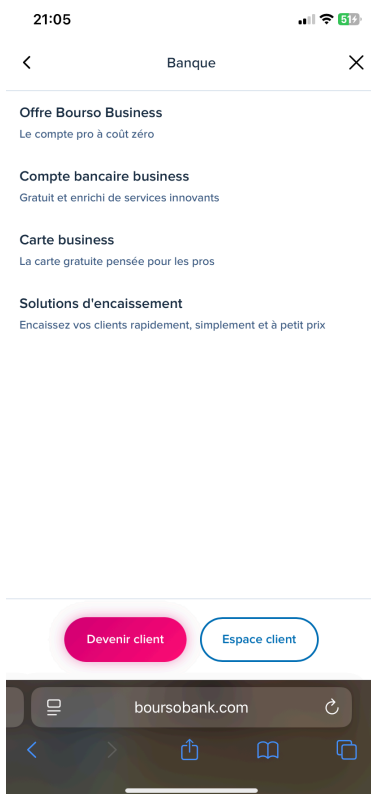 21:05
51
Banque
Offre Bourso Business
Le compte pro à coût zéro
Compte bancaire business
Gratuit et enrichi de services innovants
Carte business
La carte gratuite pensée pour les pros
Solutions d'encaissement
Encaissez vos clients rapidement, simplement et à petit prix
Devenir client
Espace client
boursobank.com